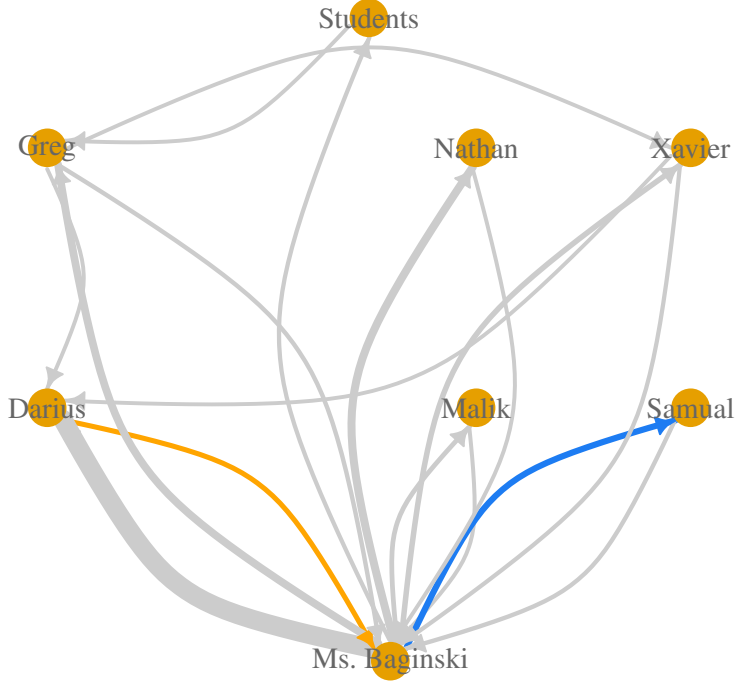 Students
Greg
Nathan
Xavier
Darius
Malik
Samual
Ms. Baginski